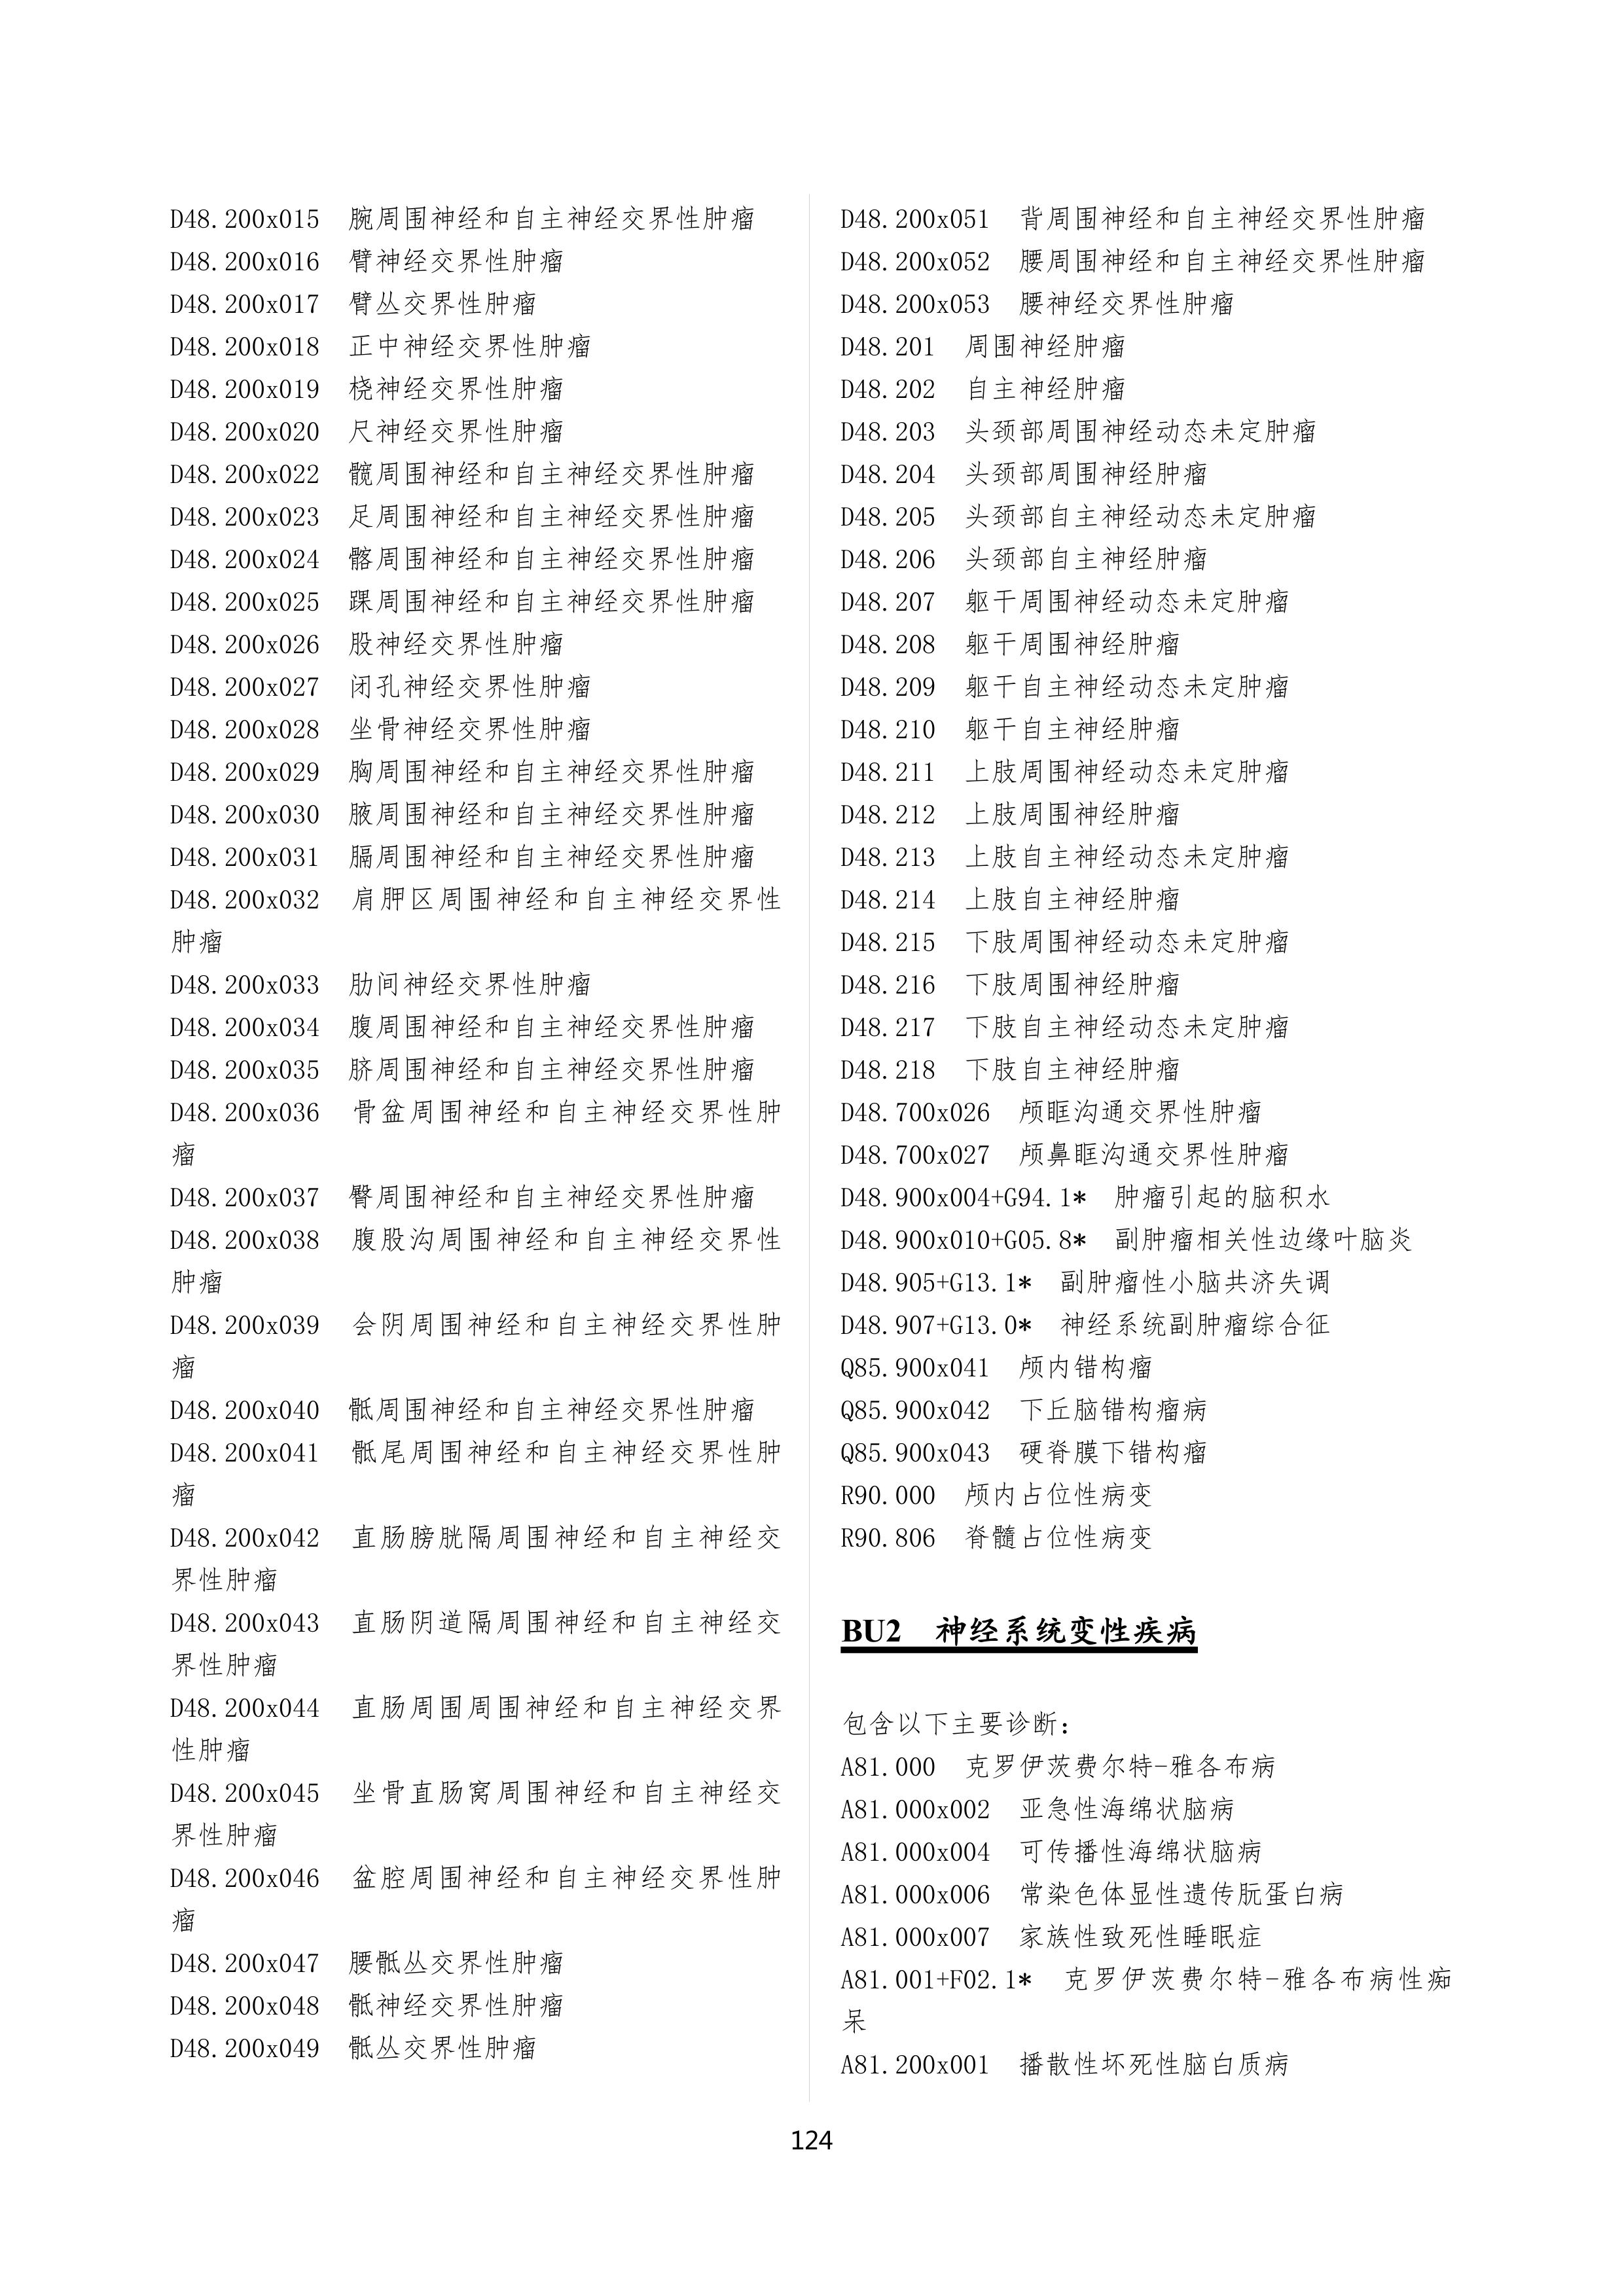 D48.200x015 腕周围神经和自主神经交界性肿瘤
D48.200x016 臂神经交界性肿瘤
D48.200x017 臂丛交界性肿瘤
D48.200x018 正中神经交界性肿瘤
D48.200x019 桡神经交界性肿瘤
D48.200x020 尺神经交界性肿瘤
D48.200x022 髋周围神经和自主神经交界性肿瘤
D48.200x023 足周围神经和自主神经交界性肿瘤
D48.200x024 髂周围神经和自主神经交界性肿瘤
D48.200x025 踝周围神经和自主神经交界性肿瘤
D48.200x026 股神经交界性肿瘤
D48.200x027 闭孔神经交界性肿瘤
D48.200x028 坐骨神经交界性肿瘤
D48.200x029 胸周围神经和自主神经交界性肿瘤
D48.200x030 腋周围神经和自主神经交界性肿瘤
D48.200x031 膈周围神经和自主神经交界性肿瘤
D48.200x032 肩胛区周围神经和自主神经交界性
肿瘤
D48.200x033 肋间神经交界性肿瘤
D48.200x034 腹周围神经和自主神经交界性肿瘤
D48.200x035 脐周围神经和自主神经交界性肿瘤
D48.200x036 骨盆周围神经和自主神经交界性肿
瘤
D48.200x037 臀周围神经和自主神经交界性肿瘤
D48.200x038 腹股沟周围神经和自主神经交界性
肿瘤
D48.200x039 会阴周围神经和自主神经交界性肿
瘤
D48.200x040 骶周围神经和自主神经交界性肿瘤
D48.200x041 骶尾周围神经和自主神经交界性肿
瘤
D48.200x042 直肠膀胱隔周围神经和自主神经交
界性肿瘤
D48.200x043 直肠阴道隔周围神经和自主神经交
界性肿瘤
D48.200x044 直肠周围周围神经和自主神经交界
性肿瘤
D48.200x045 坐骨直肠窝周围神经和自主神经交
界性肿瘤
D48.200x046 盆腔周围神经和自主神经交界性肿
瘤
D48.200x047 腰骶丛交界性肿瘤
D48.200x048 骶神经交界性肿瘤
D48.200x049 骶丛交界性肿瘤
D48.200x051 背周围神经和自主神经交界性肿瘤
D48.200x052 腰周围神经和自主神经交界性肿瘤
D48.200x053 腰神经交界性肿瘤
D48.201 周围神经肿瘤
D48.202 自主神经肿瘤
D48.203 头颈部周围神经动态未定肿瘤
D48.204 头颈部周围神经肿瘤
D48.205 头颈部自主神经动态未定肿瘤
D48.206 头颈部自主神经肿瘤
D48.207 躯干周围神经动态未定肿瘤
D48.208 躯干周围神经肿瘤
D48.209 躯干自主神经动态未定肿瘤
D48.210 躯干自主神经肿瘤
D48.211 上肢周围神经动态未定肿瘤
D48.212 上肢周围神经肿瘤
D48.213 上肢自主神经动态未定肿瘤
D48.214 上肢自主神经肿瘤
D48.215 下肢周围神经动态未定肿瘤
D48.216 下肢周围神经肿瘤
D48.217 下肢自主神经动态未定肿瘤
D48.218 下肢自主神经肿瘤
D48.700x026 颅眶沟通交界性肿瘤
D48.700x027 颅鼻眶沟通交界性肿瘤
D48.900x004+G94.1* 肿瘤引起的脑积水
D48.900x010+G05.8* 副肿瘤相关性边缘叶脑炎
D48.905+G13.1* 副肿瘤性小脑共济失调
D48.907+G13.0* 神经系统副肿瘤综合征
Q85.900x041 颅内错构瘤
Q85.900x042 下丘脑错构瘤病
Q85.900x043 硬脊膜下错构瘤
R90.000 颅内占位性病变
R90.806 脊髓占位性病变
BU2 神经系统变性疾病
包含以下主要诊断：
A81.000 克罗伊茨费尔特-雅各布病
A81.000x002 亚急性海绵状脑病
A81.000x004 可传播性海绵状脑病
A81.000x006 常染色体显性遗传朊蛋白病
A81.000x007 家族性致死性睡眠症
A81.001+F02.1* 克罗伊茨费尔特-雅各布病性痴
呆
A81.200x001 播散性坏死性脑白质病
124